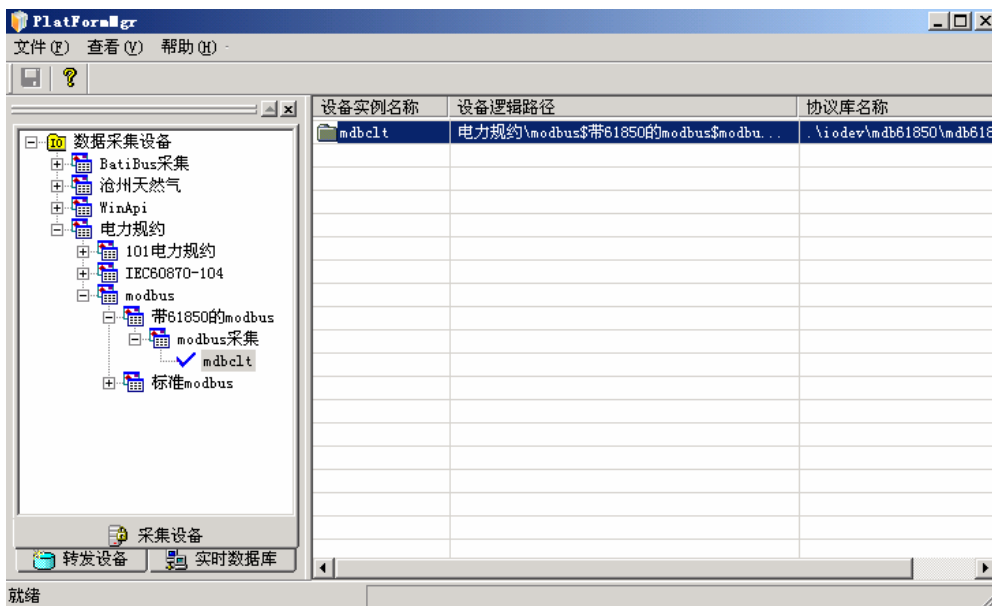 PlatFormMgr
文件(F) 查看(V) 帮助(H)
设备实例名称 设备逻辑路径 协议库名称
mdbclt 电力规约\modbus$带61850的modbus$modbu... .\iodev\mdb61850\mdb618
IO 数据采集设备
BatiBus采集
沧州天然气
WinApi
电力规约
101电力规约
IEC60870-104
modbus
带61850的modbus
modbus采集
mdbclt
标准modbus
采集设备
转发设备 实时数据库
就绪